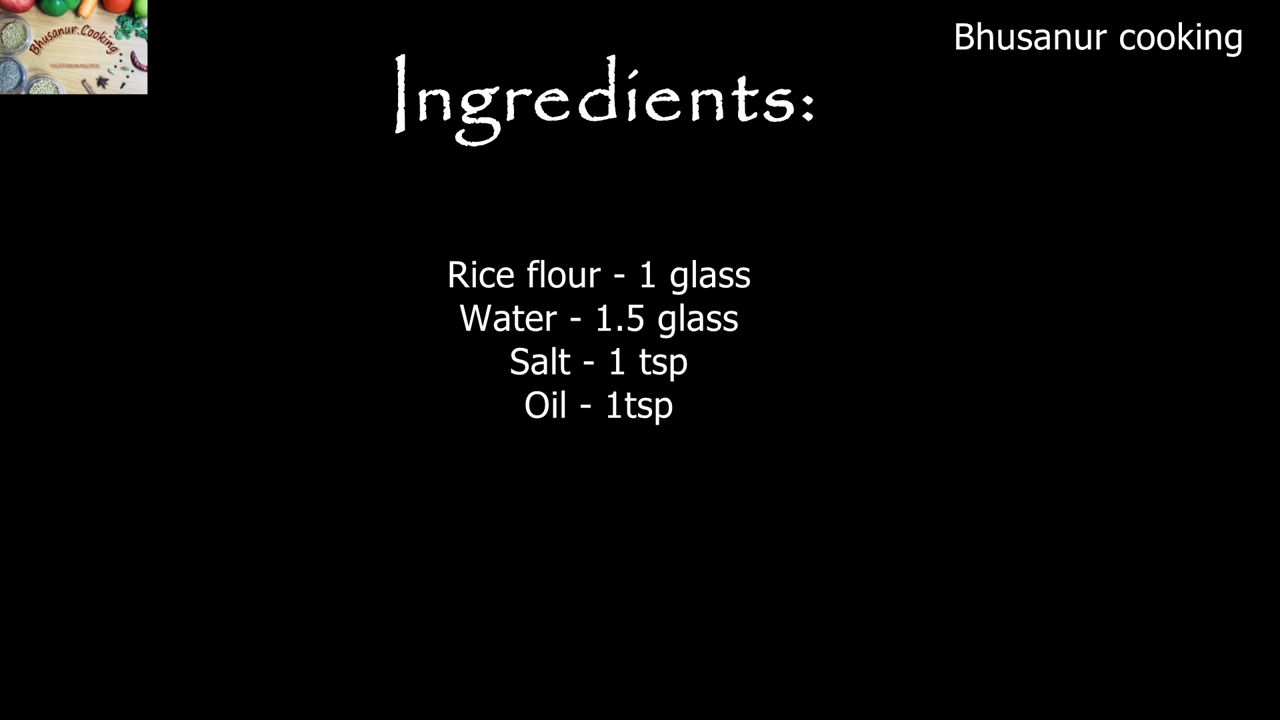 Bhusanur.Cooking
Bhusanur cooking
Ingredients:
Rice flour - 1 glass
Water - 1.5 glass
Salt - 1 tsp
Oil - 1tsp